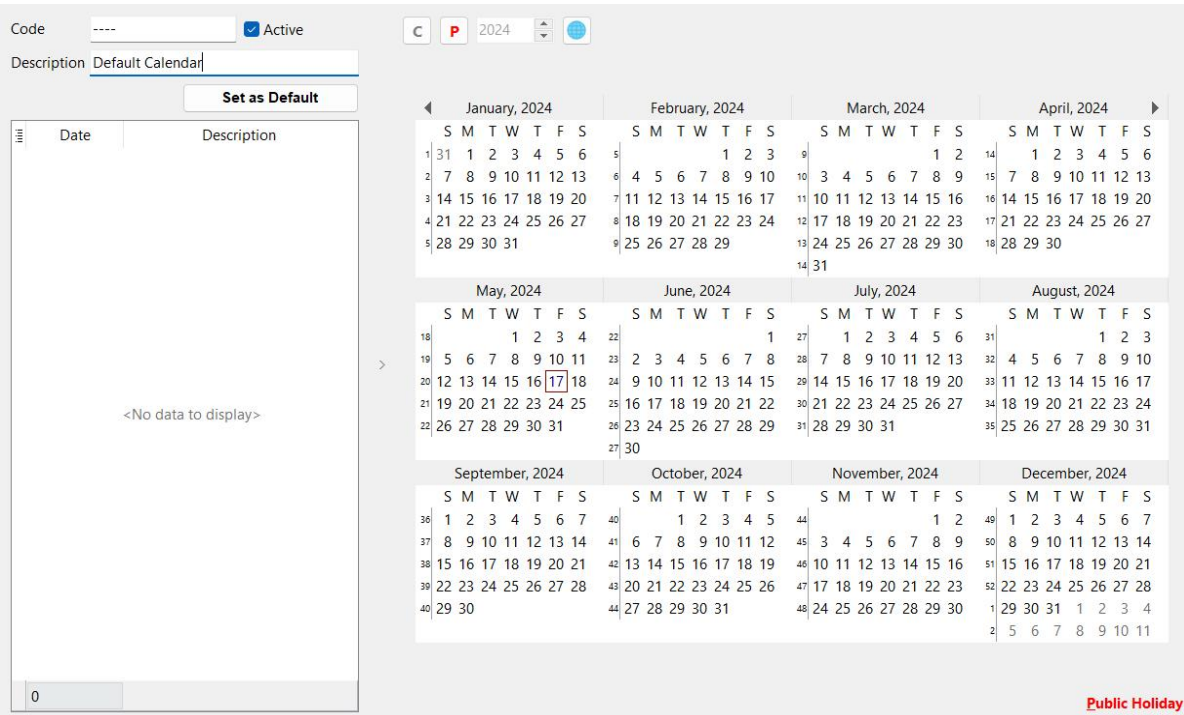 Code ---- Active C P 2024
Description Default Calendar
Set as Default
Date Description
<No data to display>
0
January, 2024 February, 2024 March, 2024 April, 2024
S M T W T F S S M T W T F S S M T W T F S S M T W T F S
1 31 1 2 3 4 5 6 5 1 2 3 9 1 2 14 1 2 3 4 5 6
2 7 8 9 10 11 12 13 6 4 5 6 7 8 9 10 10 3 4 5 6 7 8 9 15 7 8 9 10 11 12 13
3 14 15 16 17 18 19 20 7 11 12 13 14 15 16 17 11 10 11 12 13 14 15 16 16 14 15 16 17 18 19 20
4 21 22 23 24 25 26 27 8 18 19 20 21 22 23 24 12 17 18 19 20 21 22 23 17 21 22 23 24 25 26 27
5 28 29 30 31 9 25 26 27 28 29 13 24 25 26 27 28 29 30 18 28 29 30
14 31
May, 2024 June, 2024 July, 2024 August, 2024
S M T W T F S S M T W T F S S M T W T F S S M T W T F S
18 1 2 3 4 22 1 27 1 2 3 4 5 6 31 1 2 3
19 5 6 7 8 9 10 11 23 2 3 4 5 6 7 8 28 7 8 9 10 11 12 13 32 4 5 6 7 8 9 10
20 12 13 14 15 16 17 18 24 9 10 11 12 13 14 15 29 14 15 16 17 18 19 20 33 11 12 13 14 15 16 17
21 19 20 21 22 23 24 25 25 16 17 18 19 20 21 22 30 21 22 23 24 25 26 27 34 18 19 20 21 22 23 24
22 26 27 28 29 30 31 26 23 24 25 26 27 28 29 31 28 29 30 31 35 25 26 27 28 29 30 31
27 30
September, 2024 October, 2024 November, 2024 December, 2024
S M T W T F S S M T W T F S S M T W T F S S M T W T F S
36 1 2 3 4 5 6 7 40 1 2 3 4 5 44 1 2 49 1 2 3 4 5 6 7
37 8 9 10 11 12 13 14 41 6 7 8 9 10 11 12 45 3 4 5 6 7 8 9 50 8 9 10 11 12 13 14
38 15 16 17 18 19 20 21 42 13 14 15 16 17 18 19 46 10 11 12 13 14 15 16 51 15 16 17 18 19 20 21
39 22 23 24 25 26 27 28 43 20 21 22 23 24 25 26 47 17 18 19 20 21 22 23 52 22 23 24 25 26 27 28
40 29 30 44 27 28 29 30 31 48 24 25 26 27 28 29 30 1 29 30 31 1 2 3 4
2 5 6 7 8 9 10 11
Public Holiday